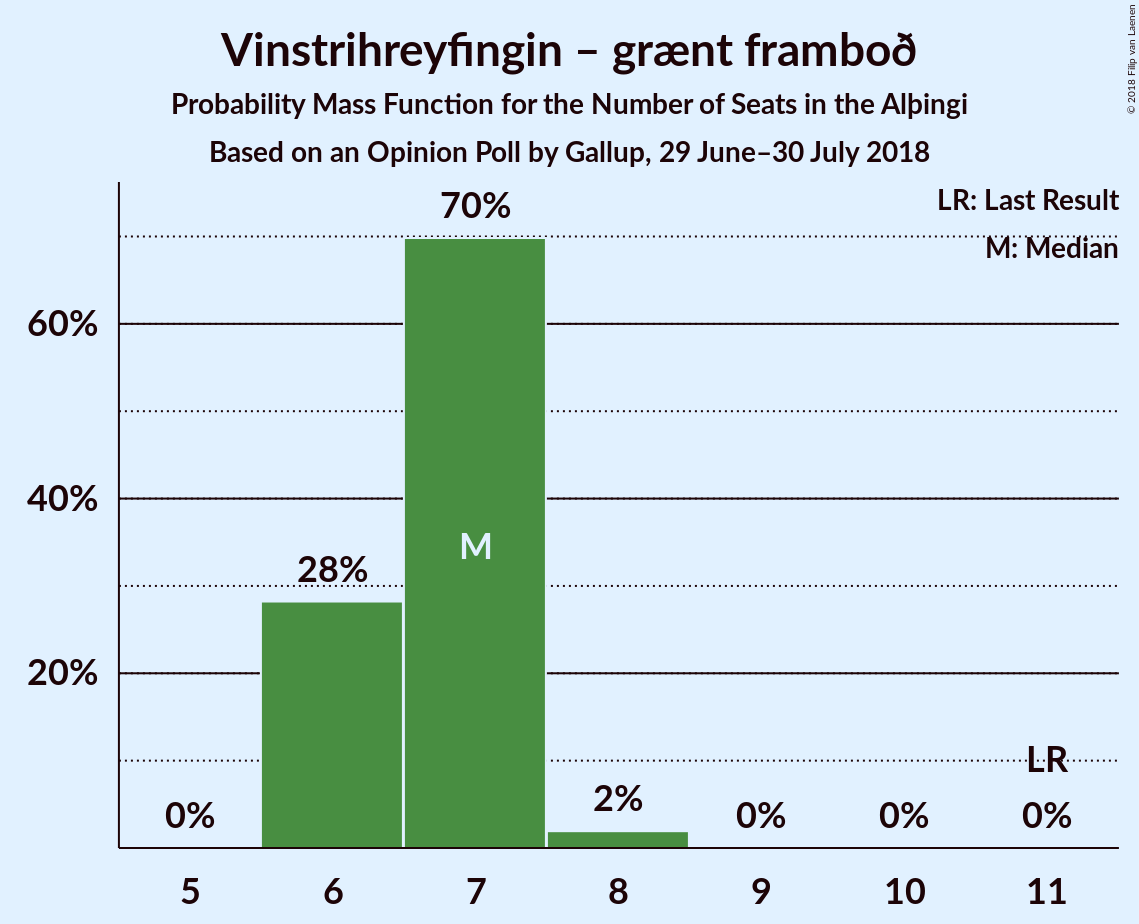 Vinstrihreyfingin – grænt framboð
Probability Mass Function for the Number of Seats in the Alþingi
Based on an Opinion Poll by Gallup, 29 June–30 July 2018
© 2018 Filip van Laenen
LR: Last Result
M: Median
70%
60%
40%
20%
28%
M
LR
0%
2%
0%
0%
0%
5
6
7
8
9
10
11